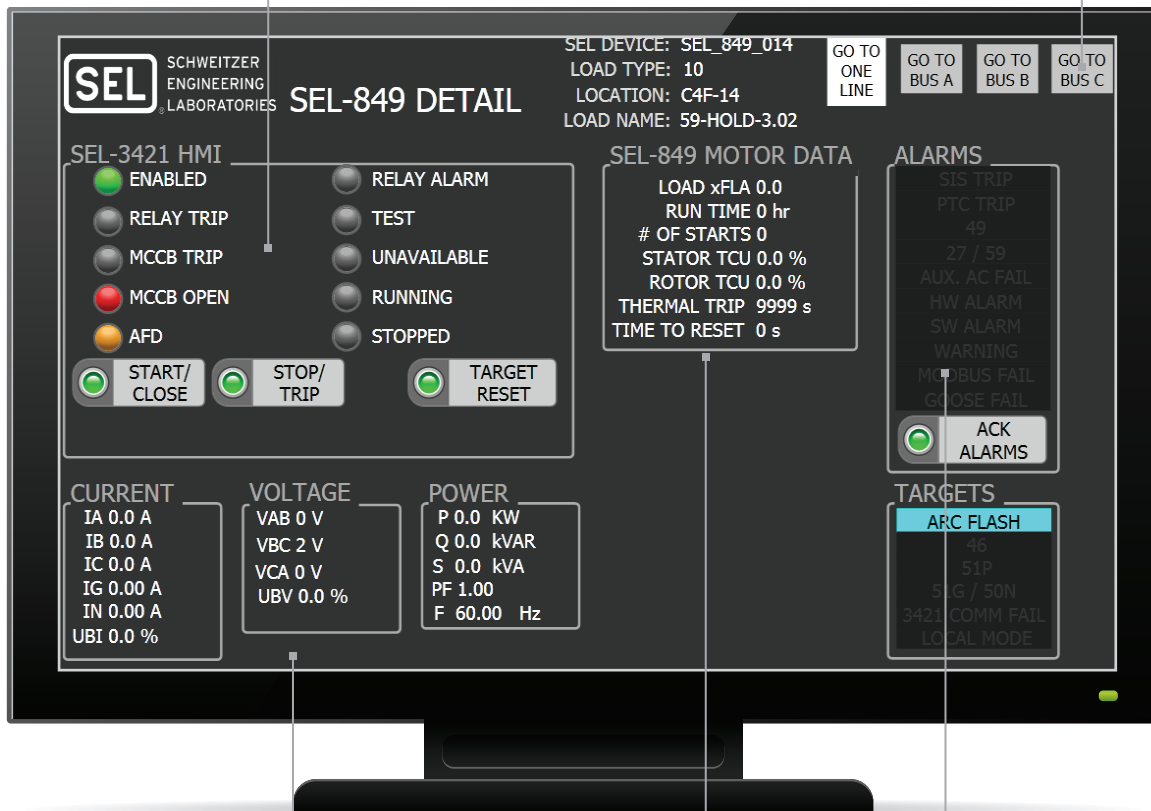 SEL
SCHWEITZER
ENGINEERING
LABORATORIES
SEL-849 DETAIL
SEL DEVICE: SEL_849_014
LOAD TYPE: 10
LOCATION: C4F-14
LOAD NAME: 59-HOLD-3.02
GO TO
ONE
LINE
GO TO
BUS A
GO TO
BUS B
GO TO
BUS C
SEL-3421 HMI
ENABLED
RELAY TRIP
MCCB TRIP
MCCB OPEN
AFD
RELAY ALARM
TEST
UNAVAILABLE
RUNNING
STOPPED
START/
CLOSE
STOP/
TRIP
TARGET
RESET
SEL-849 MOTOR DATA
LOAD xFLA 0.0
RUN TIME 0 hr
# OF STARTS 0
STATOR TCU 0.0 %
ROTOR TCU 0.0 %
THERMAL TRIP 9999 s
TIME TO RESET 0 s
ALARMS
SIS TRIP
PTC TRIP
49
27 / 59
AUX. AC FAIL
HW ALARM
SW ALARM
WARNING
MODBUS FAIL
GOOSE FAIL
ACK
ALARMS
CURRENT
IA 0.0 A
IB 0.0 A
IC 0.0 A
IG 0.00 A
IN 0.00 A
UBI 0.0 %
VOLTAGE
VAB 0 V
VBC 2 V
VCA 0 V
UBV 0.0 %
POWER
P 0.0 KW
Q 0.0 kVAR
S 0.0 kVA
PF 1.00
F 60.00 Hz
TARGETS
ARC FLASH
46
51P
51G / 50N
3421 COMM FAIL
LOCAL MODE